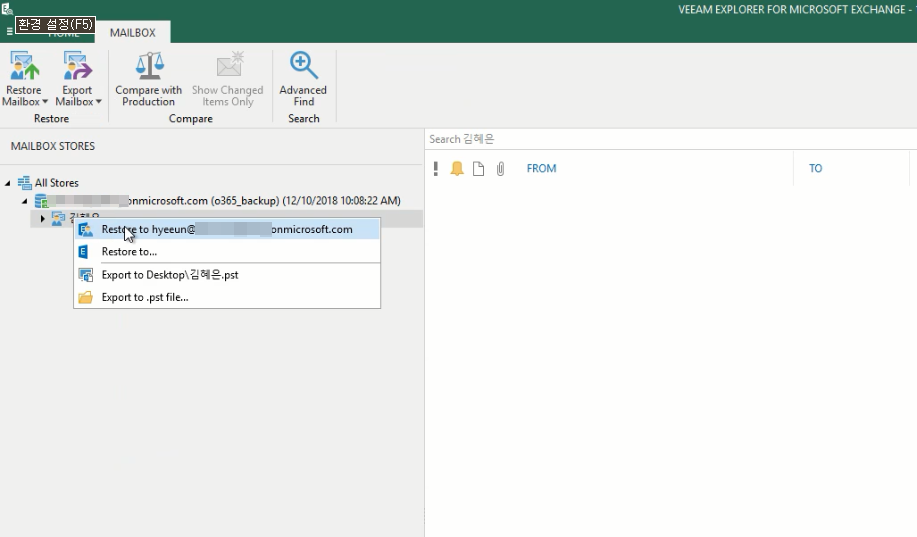 VEEAM EXPLORER FOR MICROSOFT EXCHANGE -
환경 설정(F5)
HOME MAILBOX
Restore Mailbox
Export Mailbox
Compare with Production
Show Changed Items Only
Advanced Find
Restore Compare Search
MAILBOX STORES
Search 김혜은
FROM TO
All Stores
onmicrosoft.com (o365_backup) (12/10/2018 10:08:22 AM)
김혜은
Restore to hyeeun@ onmicrosoft.com
Restore to...
Export to Desktop\김혜은.pst
Export to .pst file...